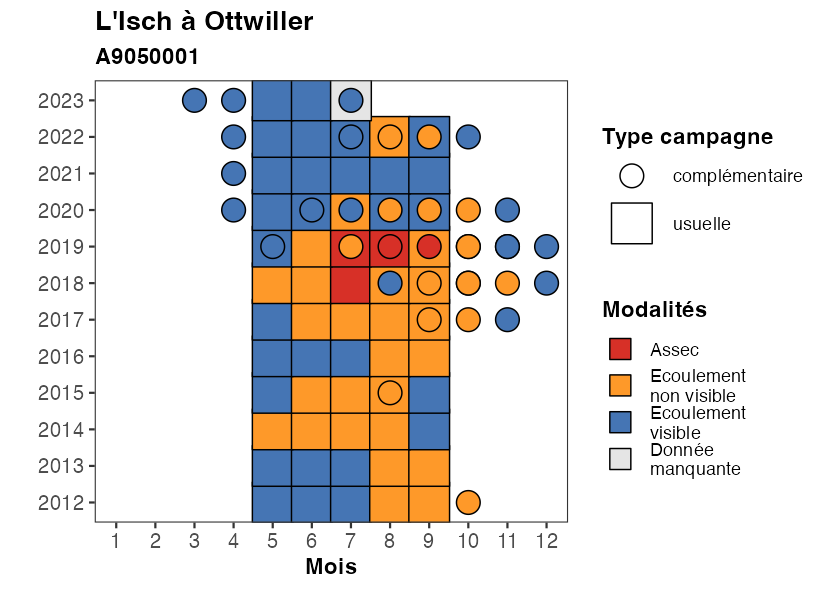 L'Isch à Ottwiller
A9050001
2023
2022
2021
2020
2019
2018
2017
2016
2015
2014
2013
2012
1 2 3 4 5 6 7 8 9 10 11 12
Mois
Type campagne
complémentaire
usuelle
Modalités
Assec
Ecoulement
non visible
Ecoulement
visible
Donnée
manquante